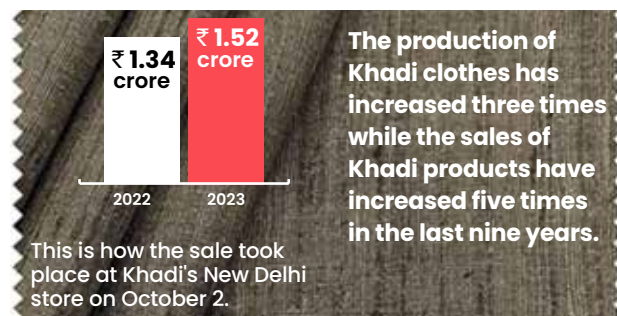 ₹ 1.34
crore
₹ 1.52
crore
2022
2023
This is how the sale took
place at Khadi's New Delhi
store on October 2.
The production of
Khadi clothes has
increased three times
while the sales of
Khadi products have
increased five times
in the last nine years.